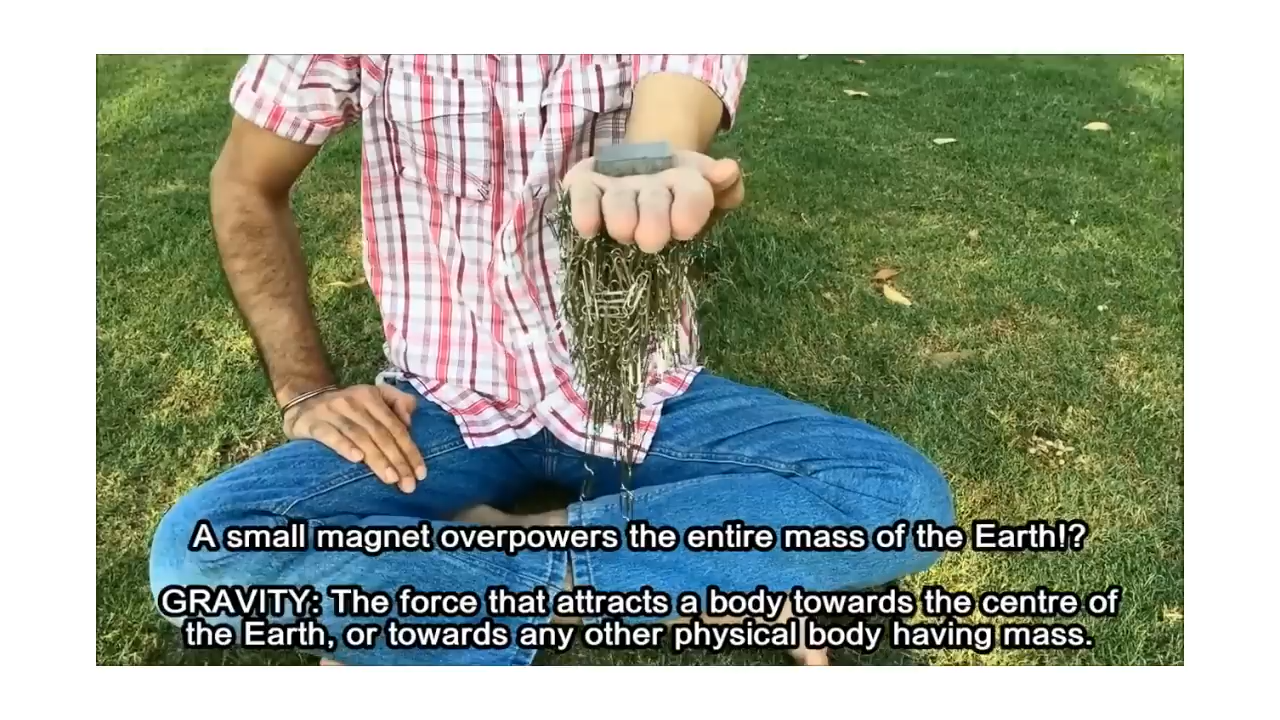 A small magnet overpowers the entire mass of the Earth!?
GRAVITY: The force that attracts a body towards the centre of
the Earth, or towards any other physical body having mass.